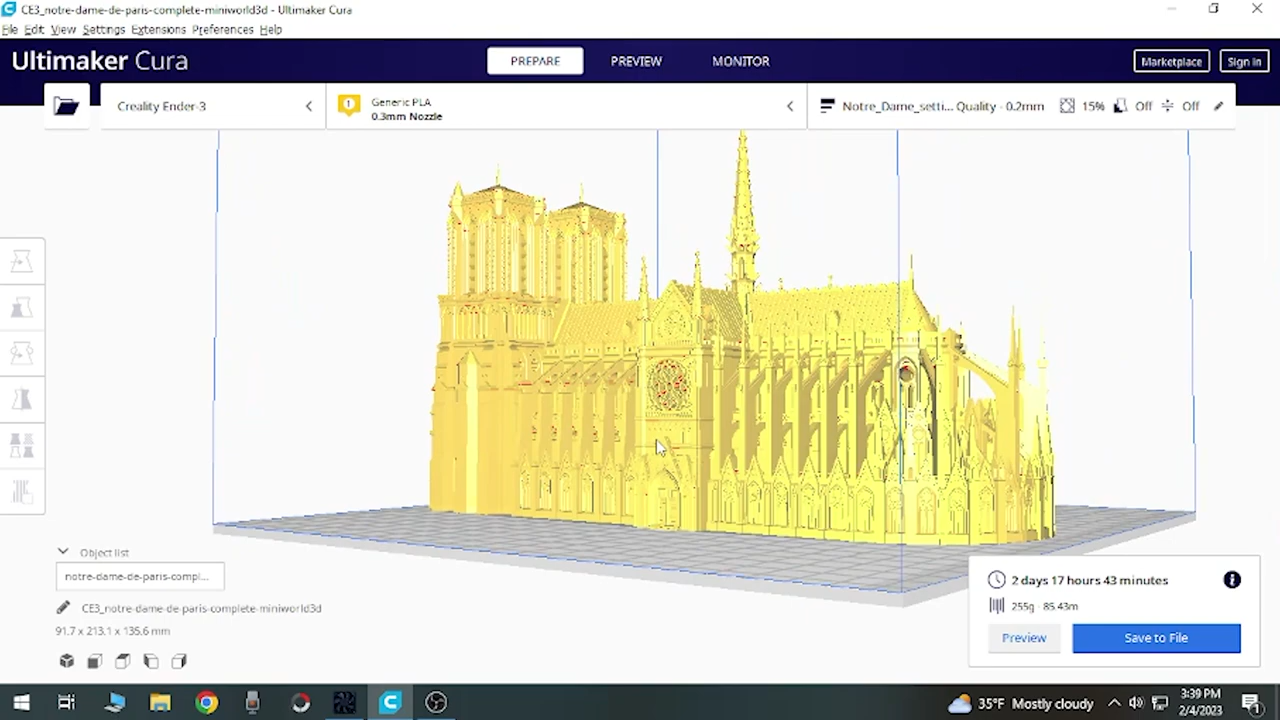 CE3_notre-dame-de-paris-complete-miniworld3d - Ultimaker Cura
File Edit View Settings Extensions Preferences Help
Ultimaker Cura
PREPARE
PREVIEW
MONITOR
Marketplace
Sign in
Creality Ender-3
Generic PLA
0.3mm Nozzle
Notre_Dame_setti... Quality - 0.2mm
15%
Off
Off
Object list
notre-dame-de-paris-compl...
CE3_notre-dame-de-paris-complete-miniworld3d
91.7 x 213.1 x 135.6 mm
2 days 17 hours 43 minutes
255g · 85.43m
Preview
Save to File
35°F Mostly cloudy
3:39 PM
2/4/2023
1